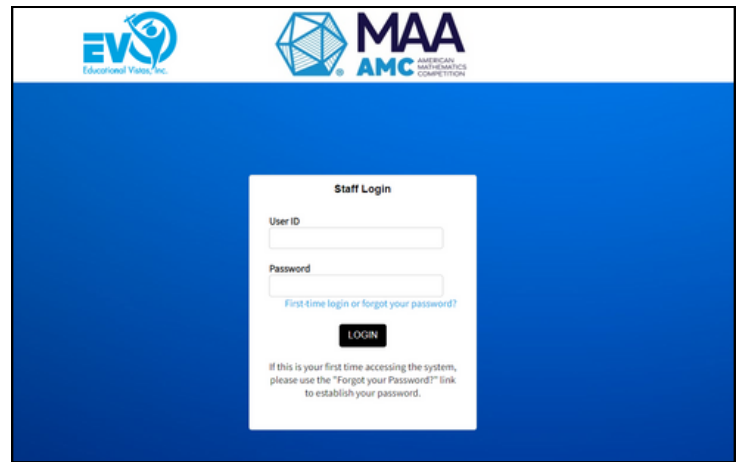 EVO
Educational Vistas, Inc.
MAA
AMC
AMERICAN
MATHEMATICS
COMPETITION
Staff Login
User ID
Password
First-time login or forgot your password?
LOGIN
If this is your first time accessing the system,
please use the "Forgot your Password?" link
to establish your password.